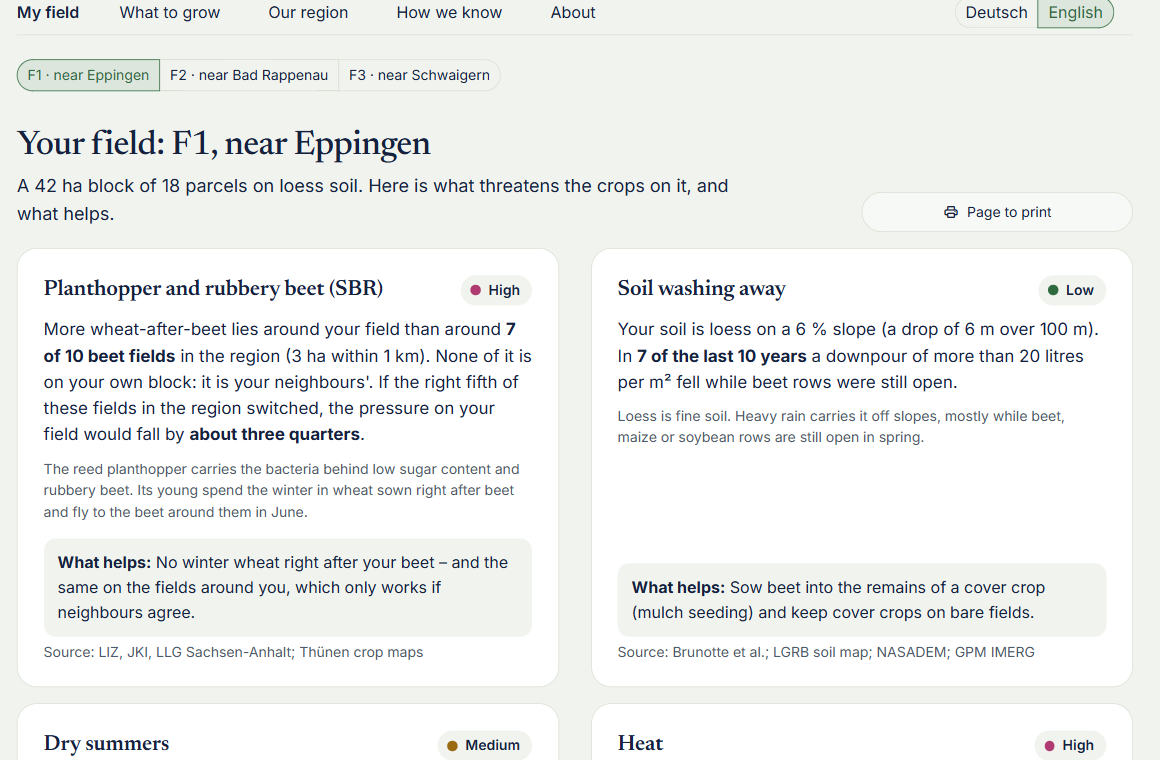 My field
What to grow
Our region
How we know
About
Deutsch
English
F1 · near Eppingen
F2 · near Bad Rappenau
F3 · near Schwaigern
Your field: F1, near Eppingen
A 42 ha block of 18 parcels on loess soil. Here is what threatens the crops on it, and
what helps.
Page to print
Planthopper and rubbery beet (SBR)
High
More wheat-after-beet lies around your field than around 7
of 10 beet fields in the region (3 ha within 1 km). None of it is
on your own block: it is your neighbours'. If the right fifth of
these fields in the region switched, the pressure on your
field would fall by about three quarters.
The reed planthopper carries the bacteria behind low sugar content and
rubbery beet. Its young spend the winter in wheat sown right after beet
and fly to the beet around them in June.
What helps: No winter wheat right after your beet – and the
same on the fields around you, which only works if
neighbours agree.
Source: LIZ, JKI, LLG Sachsen-Anhalt; Thünen crop maps
Soil washing away
Low
Your soil is loess on a 6 % slope (a drop of 6 m over 100 m).
In 7 of the last 10 years a downpour of more than 20 litres
per m² fell while beet rows were still open.
Loess is fine soil. Heavy rain carries it off slopes, mostly while beet,
maize or soybean rows are still open in spring.
What helps: Sow beet into the remains of a cover crop
(mulch seeding) and keep cover crops on bare fields.
Source: Brunotte et al.; LGRB soil map; NASADEM; GPM IMERG
Dry summers
Medium
Heat
High